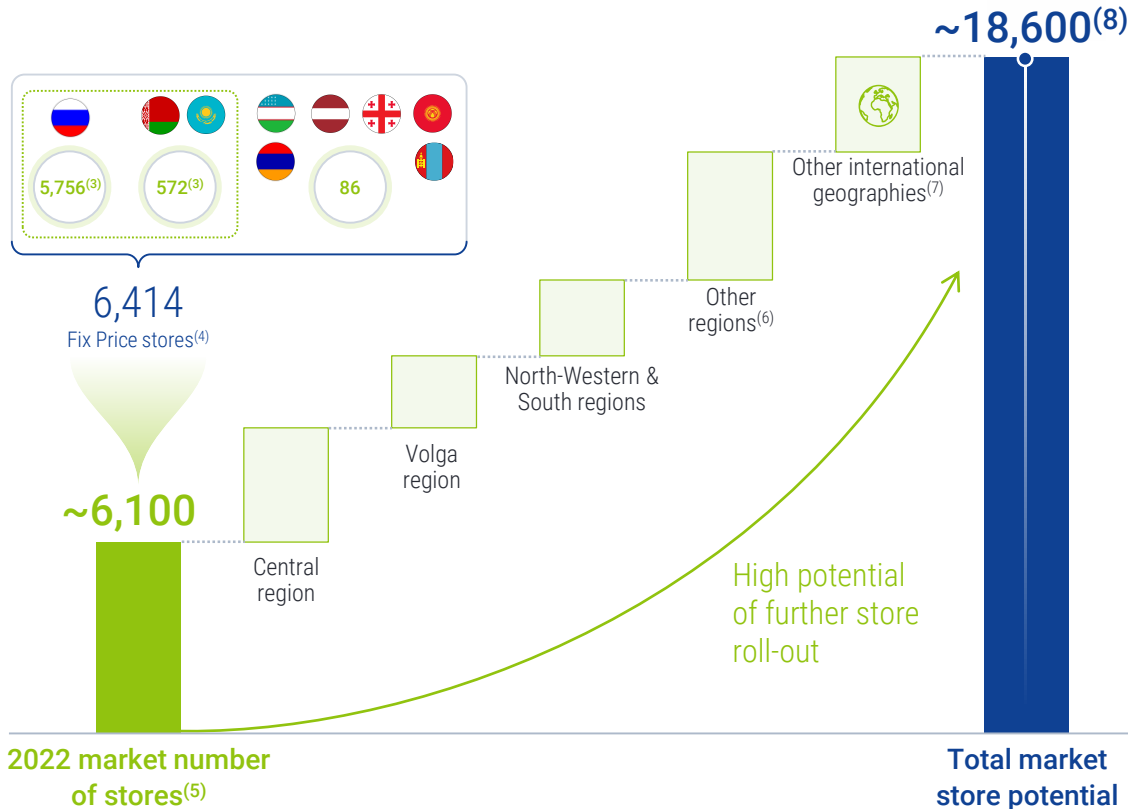 ~18,600(8)
5,756(3)
572(3)
86
6,414
Fix Price stores(4)
~6,100
Central
region
Volga
region
North-Western &
South regions
Other
regions(6)
Other international
geographies(7)
High potential
of further store
roll-out
2022 market number
of stores(5)
Total market
store potential